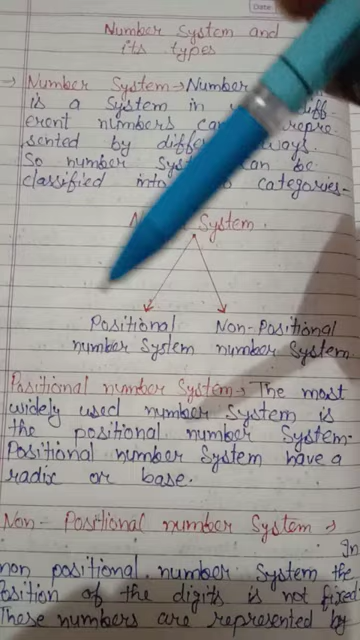 Date:
Number System and
its types
→ Number System → Number
is a System in diff
erent numbers can repre
sented by ways.
So number can be
classified into categories-
System.
Positional Non-Positional
number System number System
Positional number System → The most
widely used number System is
the positional number System.
Positional number System have a
radix or base.
Non- Positional number System ⇒
In
non positional number System the
Position of the digits is not fixed
These numbers are represented by